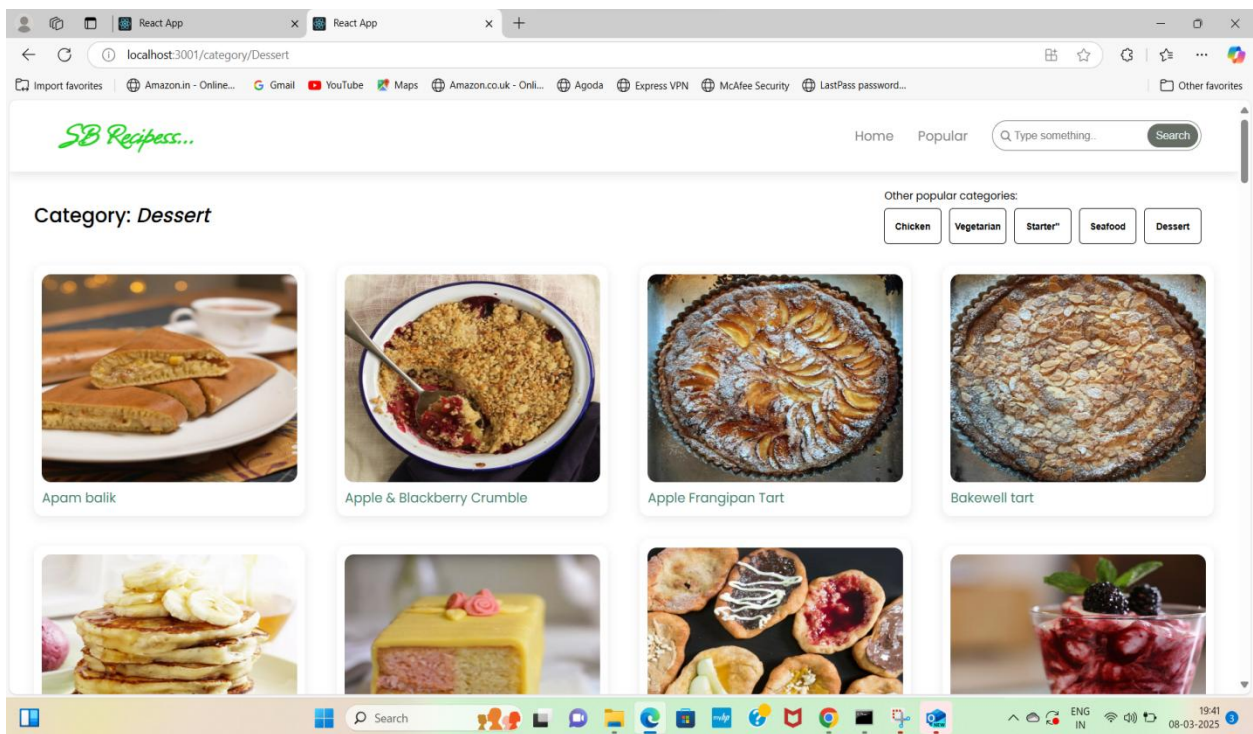 React App
React App
localhost:3001/category/Dessert
Import favorites Amazon.in - Online... Gmail YouTube Maps Amazon.co.uk - Onli... Agoda Express VPN McAfee Security LastPass password... Other favorites
SB Recipess...
Home Popular Type something.. Search
Category: Dessert
Other popular categories:
Chicken Vegetarian Starter" Seafood Dessert
Apam balik Apple & Blackberry Crumble Apple Frangipan Tart Bakewell tart
Search
myhp
ENG
IN
19:41
08-03-2025
3